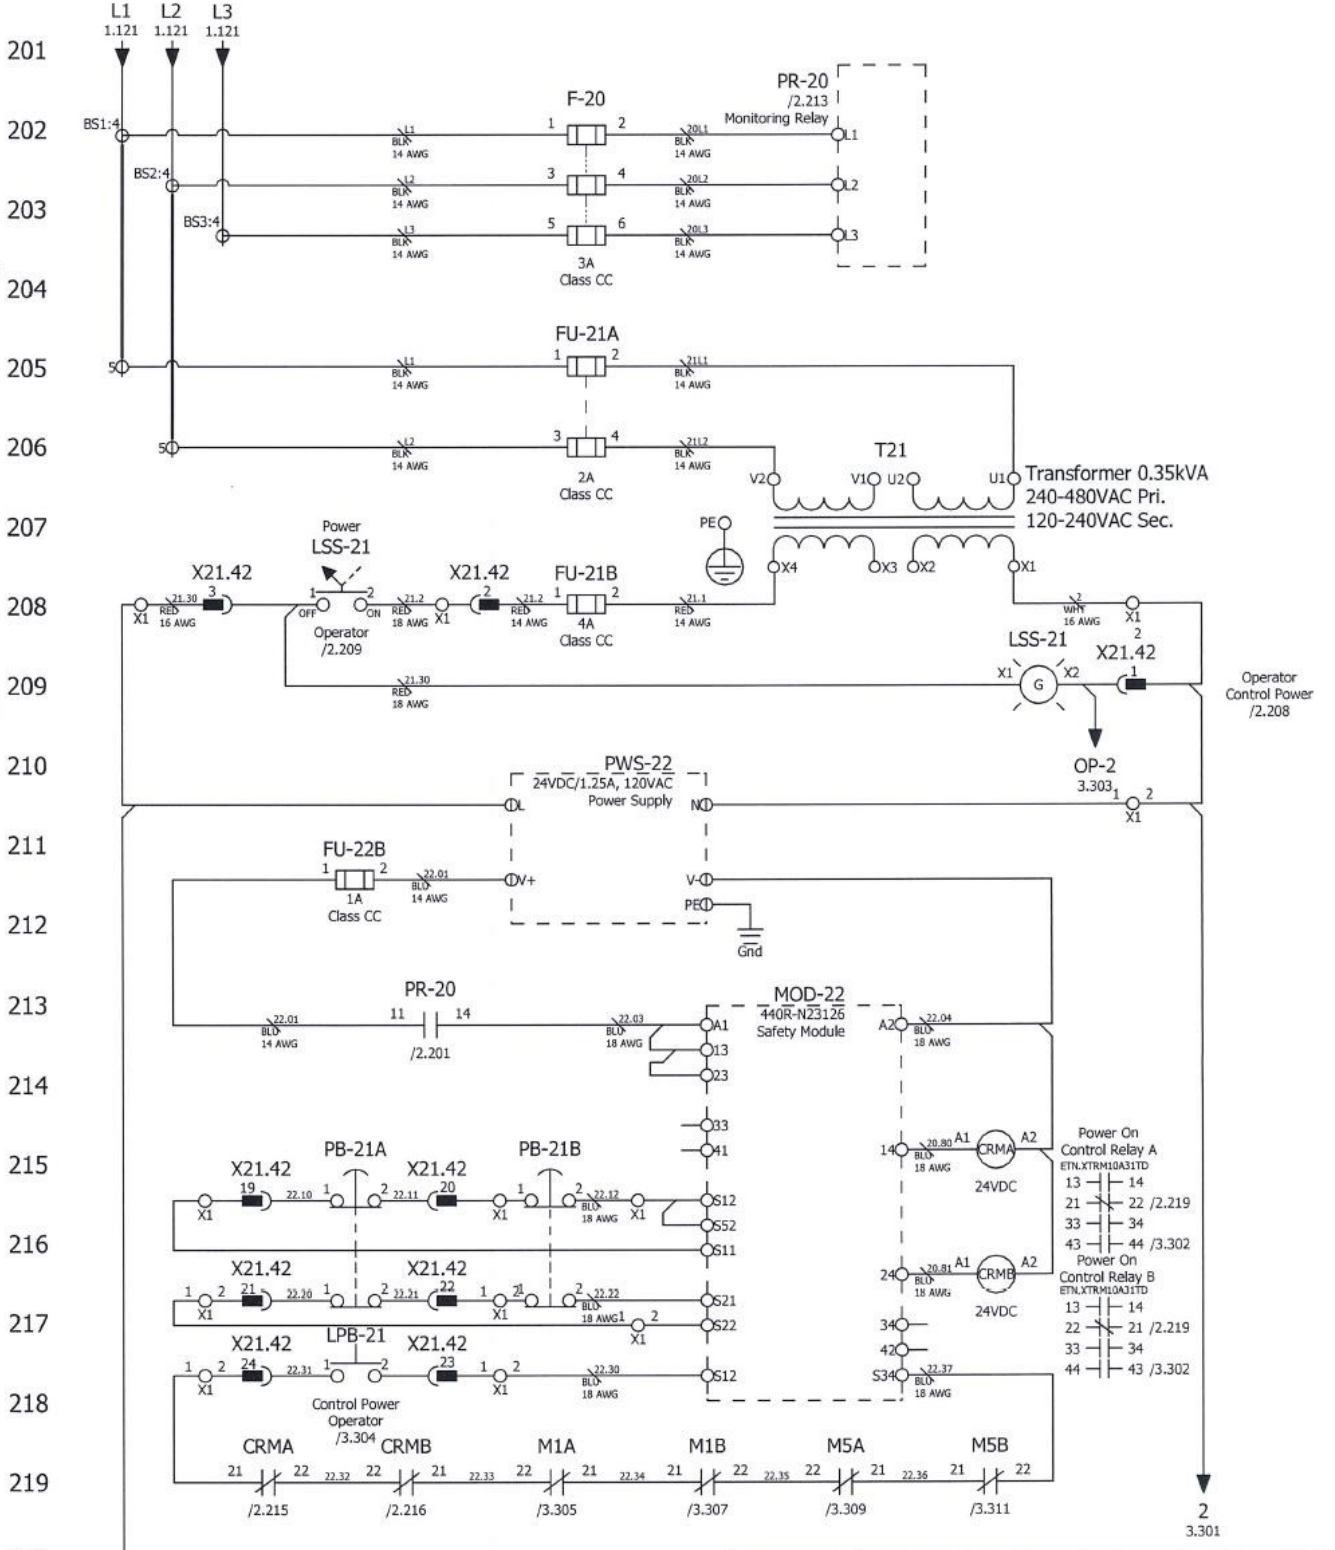 L1 L2 L3
1.121 1.121 1.121
201
PR-20
/2.213
Monitoring Relay
F-20
202
BS1:4
L1
BLK
14 AWG
1 2
20L1
BLK
14 AWG
L1
BS2:4
L2
BLK
14 AWG
3 4
20L2
BLK
14 AWG
L2
203
BS3:4
L3
BLK
14 AWG
5 6
20L3
BLK
14 AWG
L3
3A
Class CC
204
FU-21A
205
5
L1
BLK
14 AWG
1 2
21L1
BLK
14 AWG
206
5
L2
BLK
14 AWG
3 4
21L2
BLK
14 AWG
2A
Class CC
T21
V2 V1 U2 U1
Transformer 0.35kVA
240-480VAC Pri.
120-240VAC Sec.
207
PE
X4 X3 X2 X1
Power
LSS-21
X21.42
3
X21.42
2
FU-21B
208
X1
21.30
RED
16 AWG
1 2
OFF ON
Operator
/2.209
21.2
RED
18 AWG
X1
21.2
RED
14 AWG
1 2
4A
Class CC
21.1
RED
14 AWG
2
WHT
16 AWG
X1
2
LSS-21
X21.42
1
209
21.30
RED
18 AWG
X1 G X2
Operator
Control Power
/2.208
OP-2
3.303
210
PWS-22
24VDC/1.25A, 120VAC
Power Supply
L N
1 2
X1
211
FU-22B
1 2
1A
Class CC
22.01
BLU
14 AWG
V+ V-
PE
Gnd
212
213
PR-20
11 14
/2.201
22.01
BLU
14 AWG
22.03
BLU
18 AWG
MOD-22
440R-N23126
Safety Module
A1 A2
22.04
BLU
18 AWG
13
23
214
33
41
14
20.80
BLU
18 AWG
A1 CRMA A2
24VDC
Power On
Control Relay A
ETN.XTRM10A31TD
13 14
21 22 /2.219
33 34
43 44 /3.302
215
PB-21A PB-21B
X21.42
19
X21.42
20
X1
22.10
1 2
22.11
X1
1 2
22.12
BLU
18 AWG
X1
S12
S52
216
S11
24
20.81
BLU
18 AWG
A1 CRMB A2
24VDC
Power On
Control Relay B
ETN.XTRM10A31TD
13 14
22 21 /2.219
33 34
44 43 /3.302
X21.42
21
X21.42
22
1 2
X1
22.20
1 2
22.21
1 2
X1
1 2
22.22
BLU
18 AWG
S21
217
1 2
X1
S22
34
42
LPB-21
X21.42
24
X21.42
23
1 2
X1
22.31
1 2
1 2
X1
22.30
BLU
18 AWG
S12
S34
22.37
BLU
18 AWG
218
Control Power
Operator
/3.304
CRMA CRMB M1A M1B M5A M5B
219
21 22 22.32 22 21 22.33 22 21 22.34 21 22 22.35 22 21 22.36 21 22
/2.215 /2.216 /3.305 /3.307 /3.309 /3.311
2
3.301